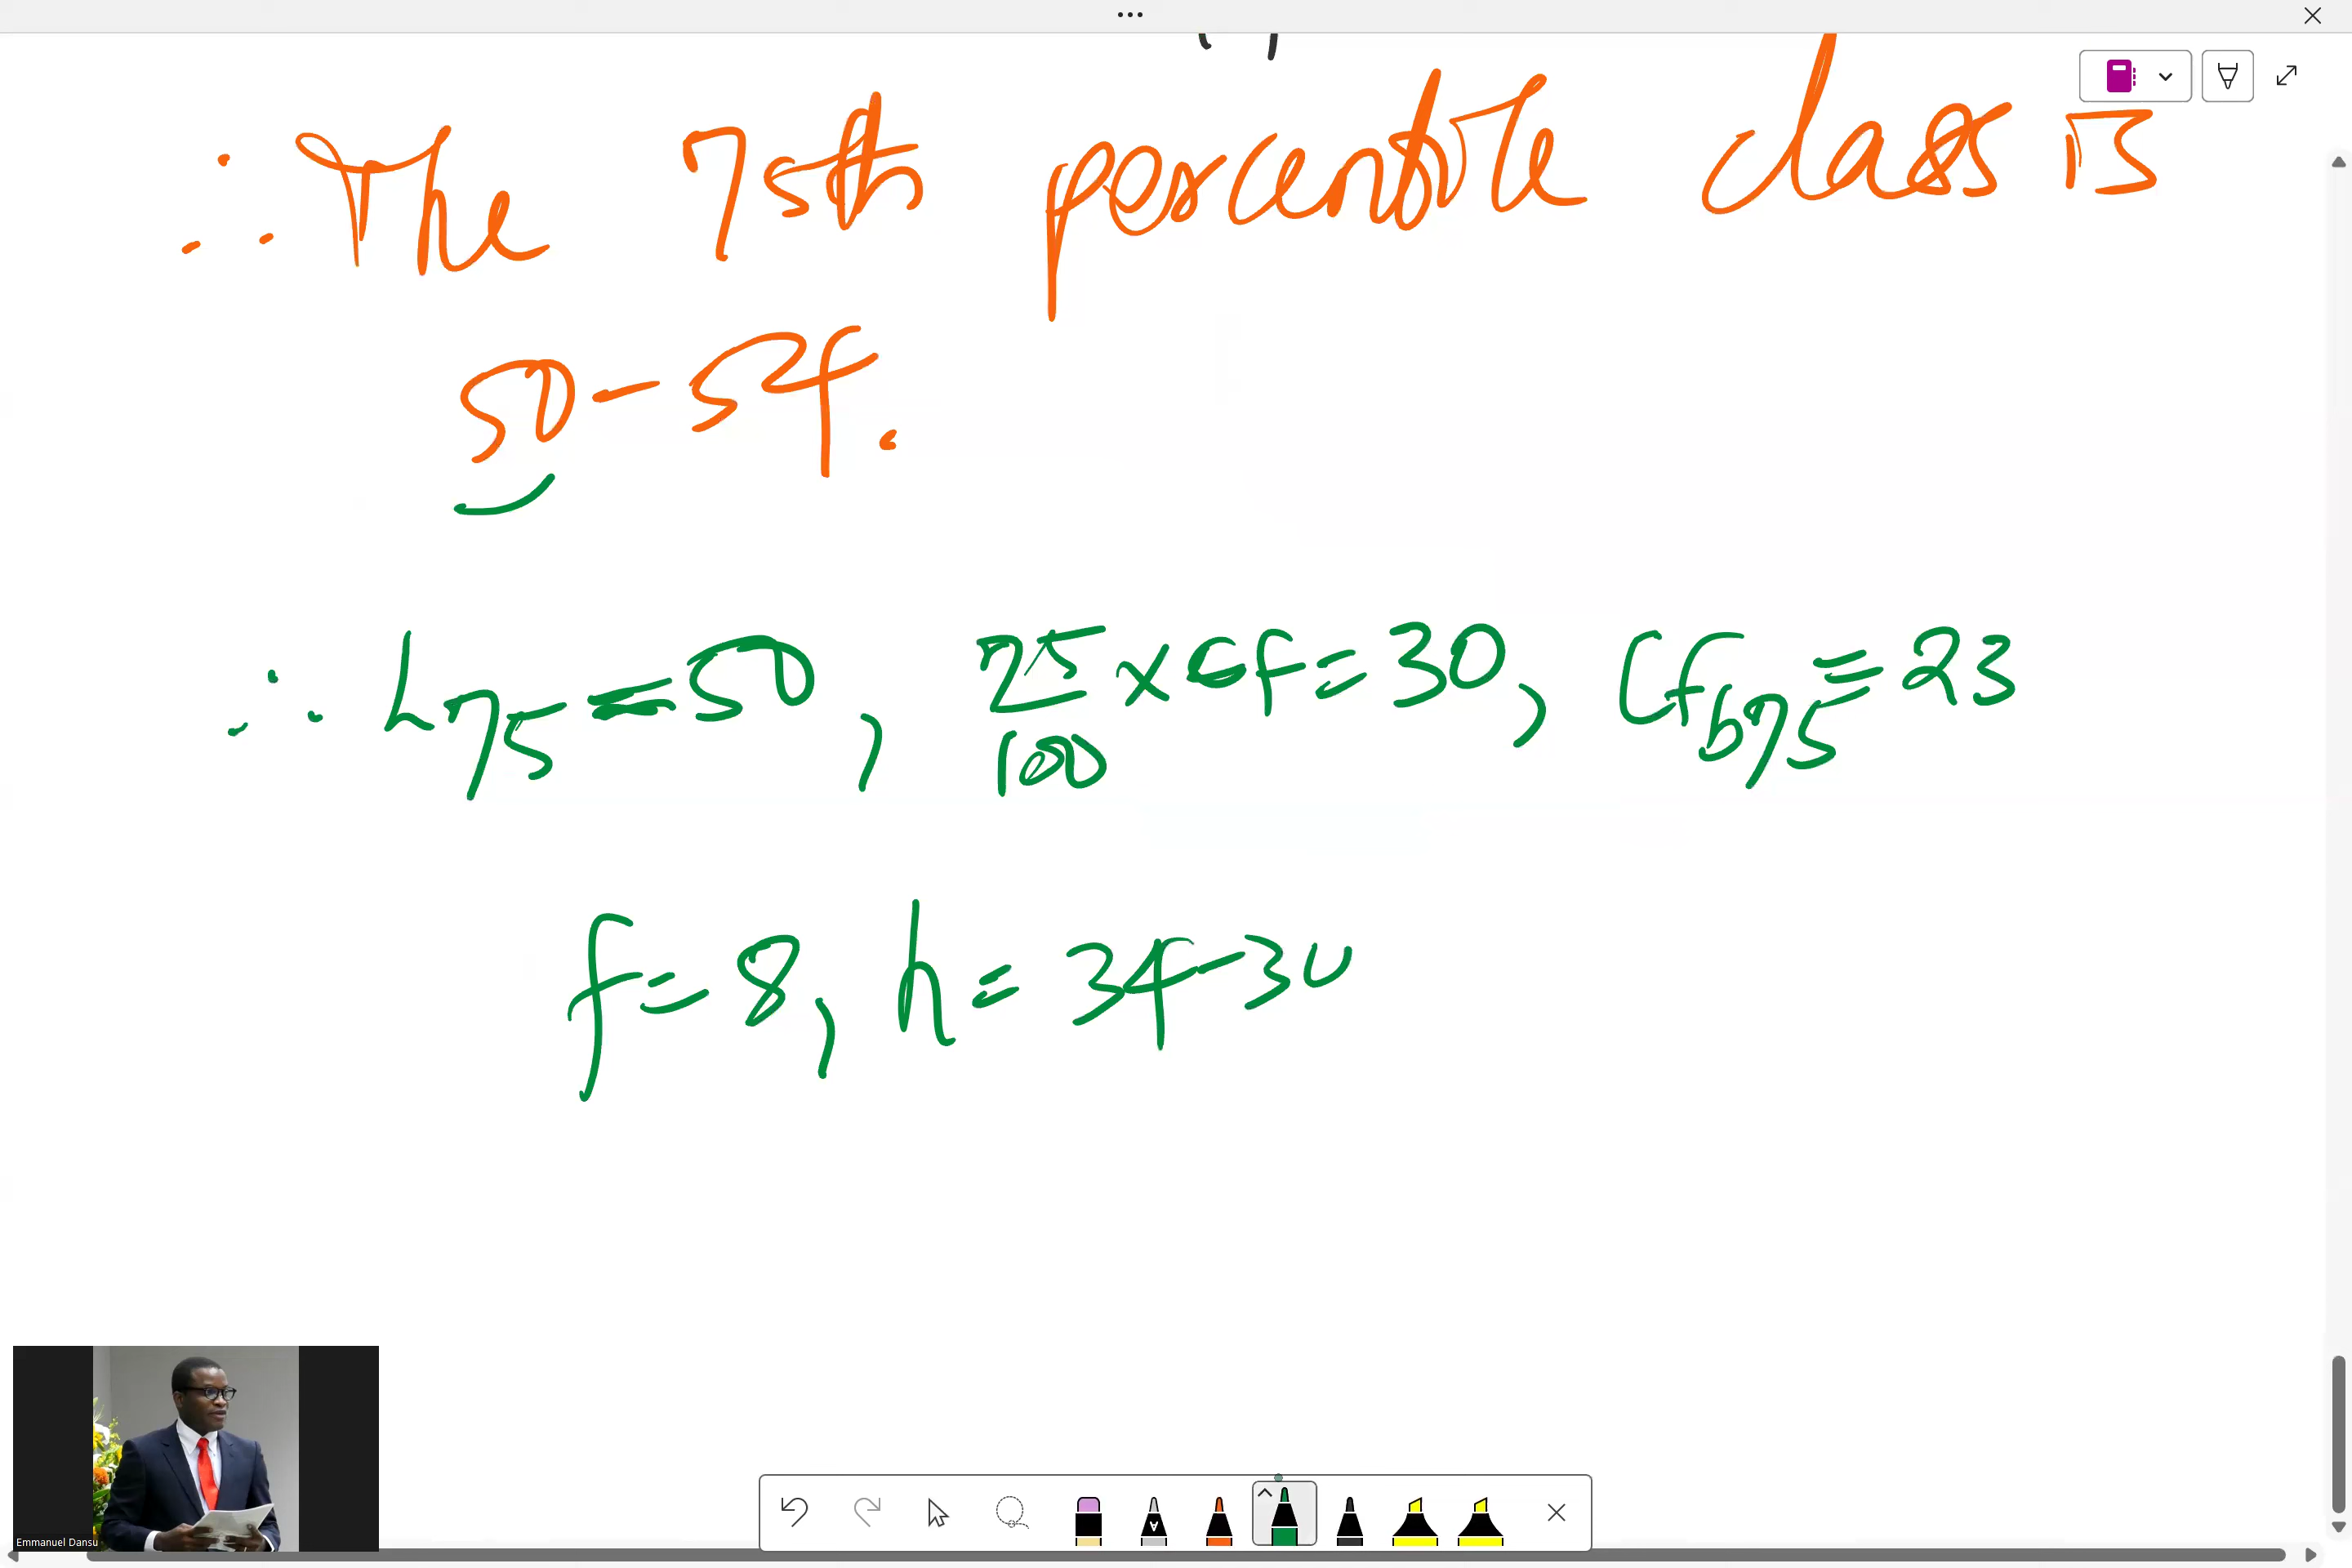 ∴ The 75th percentile class is
50-54.
∴ L75 = 50, 75/100 × Cf = 30, Cfb75 = 23
f = 8, h = 34-30
Emmanuel Dansu